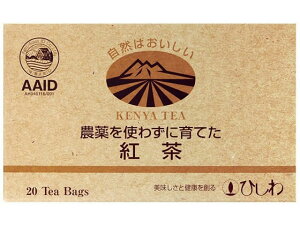 自然はおいしい
AAID
KENYA TEA
農薬を使わずに育てた
紅茶
20 Tea Bags
美味しさと健康を創る
ひしわ